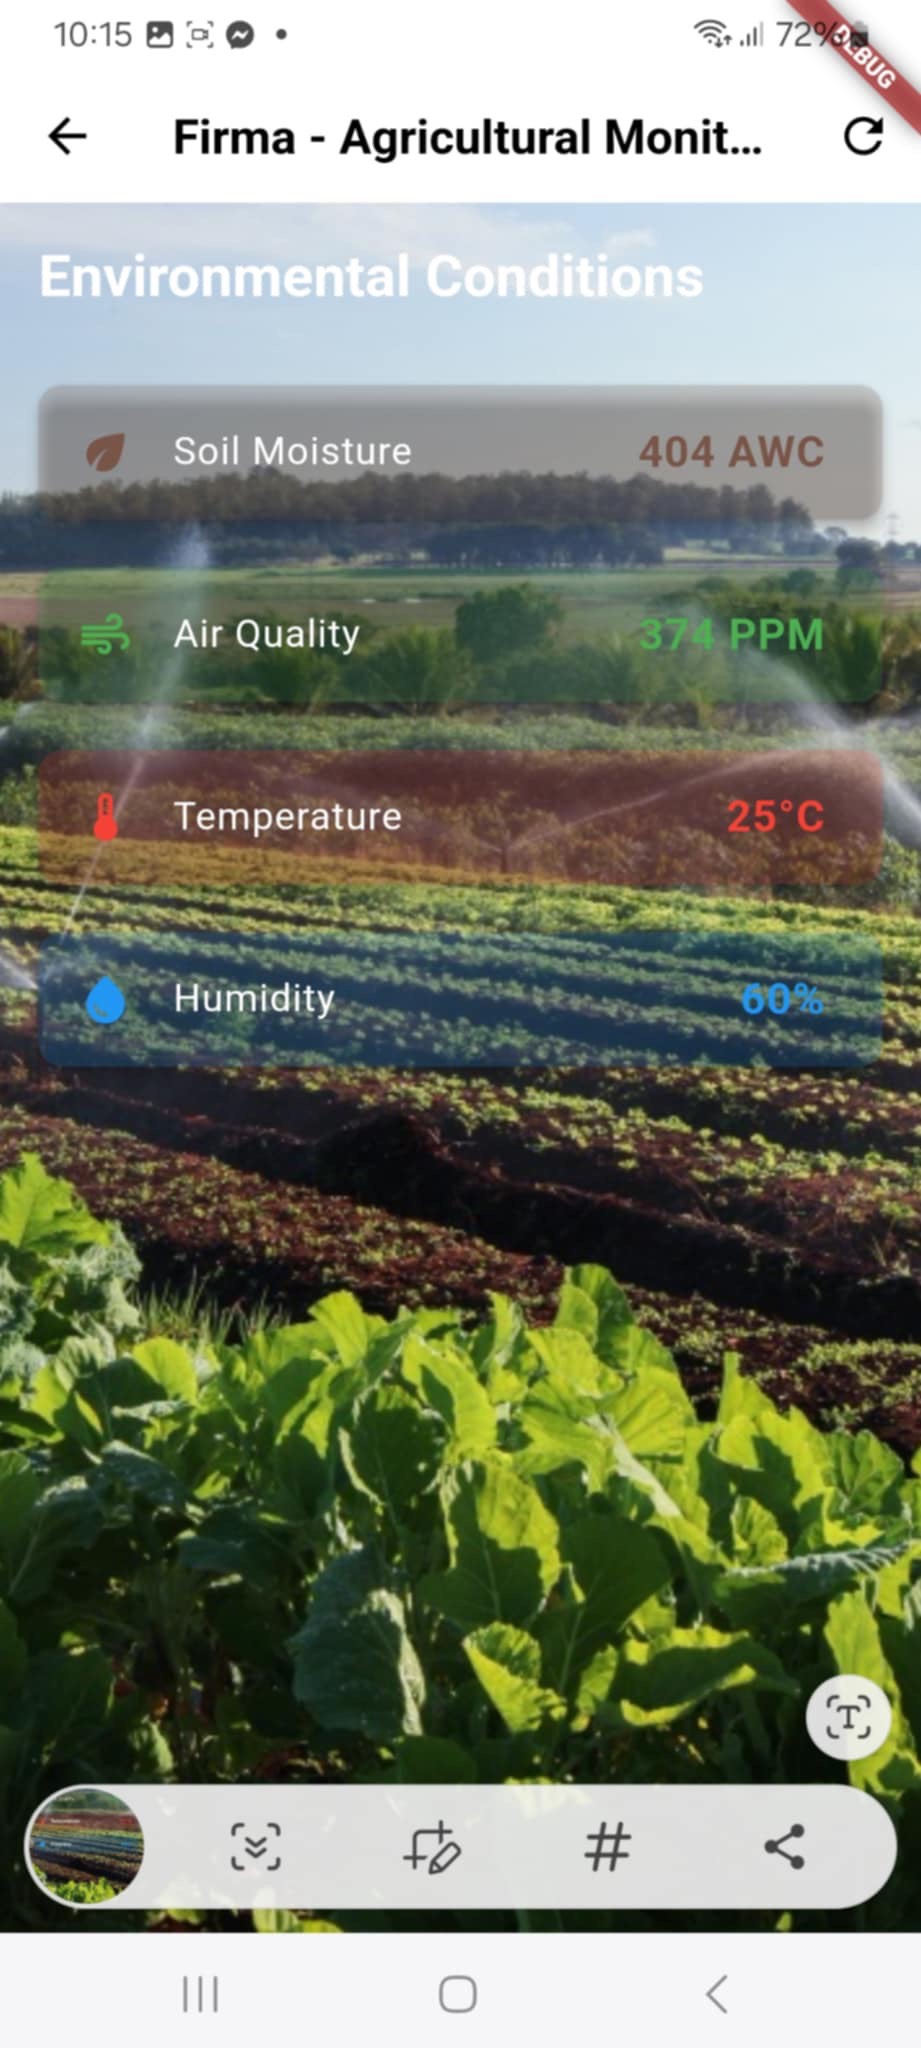 10:15
72%
DEBUG
Firma - Agricultural Monit...
Environmental Conditions
Soil Moisture 404 AWC
Air Quality 374 PPM
Temperature 25°C
Humidity 60%
T
#